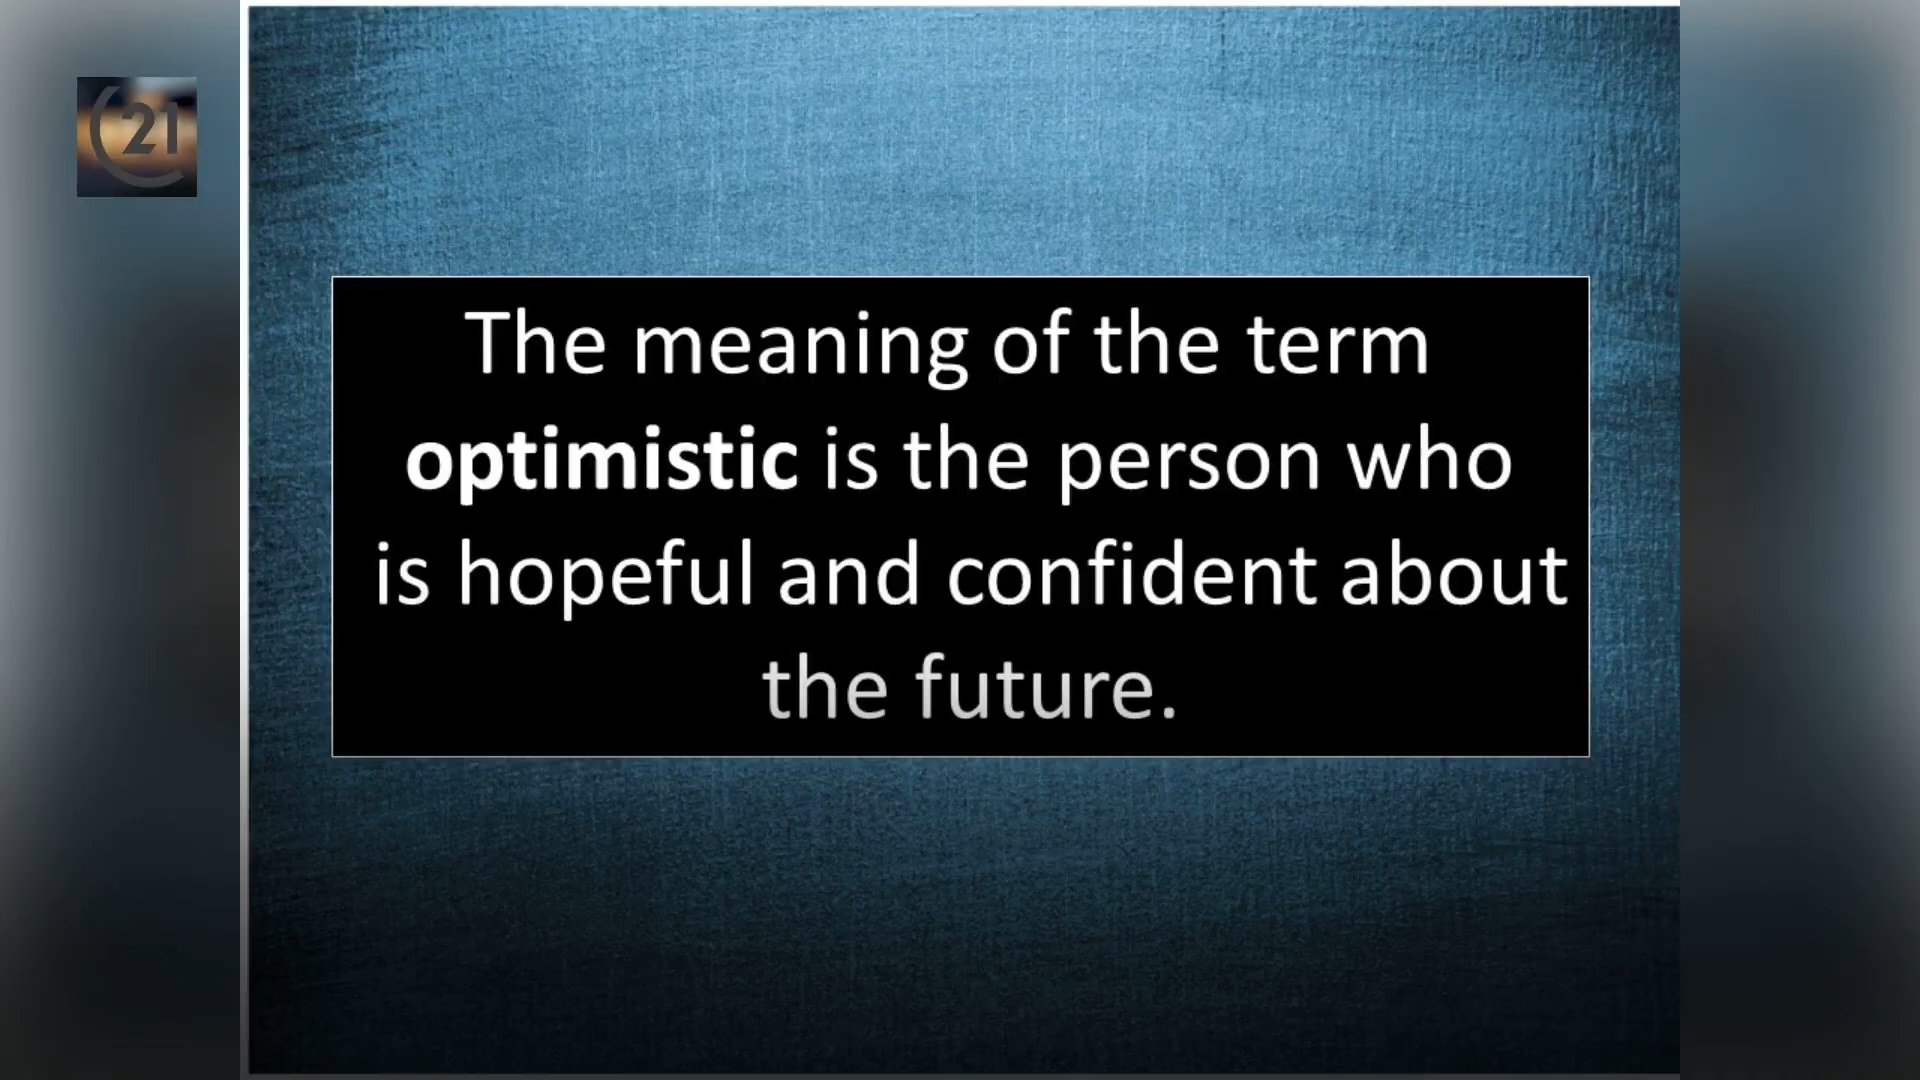 21
The meaning of the term
optimistic is the person who
is hopeful and confident about
the future.